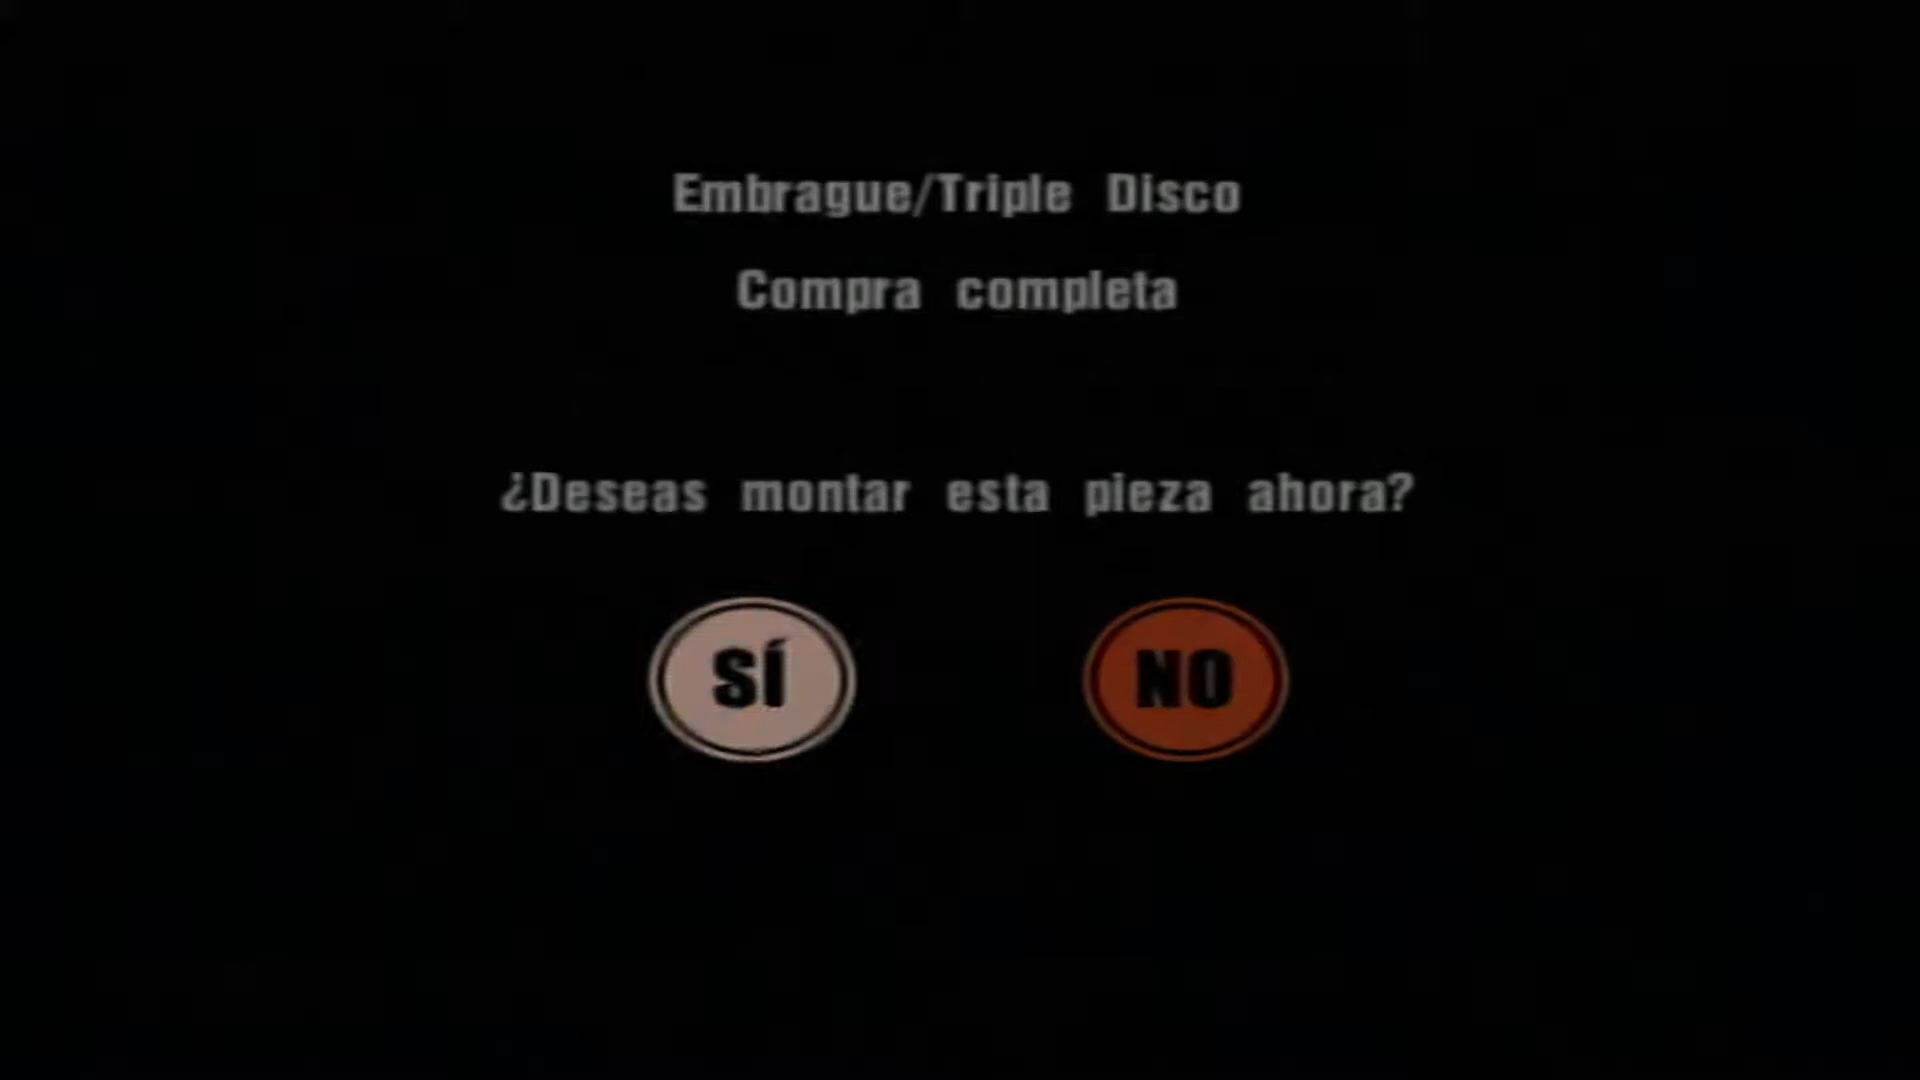 Embrague/Triple Disco
Compra completa
¿Deseas montar esta pieza ahora?
SÍ NO